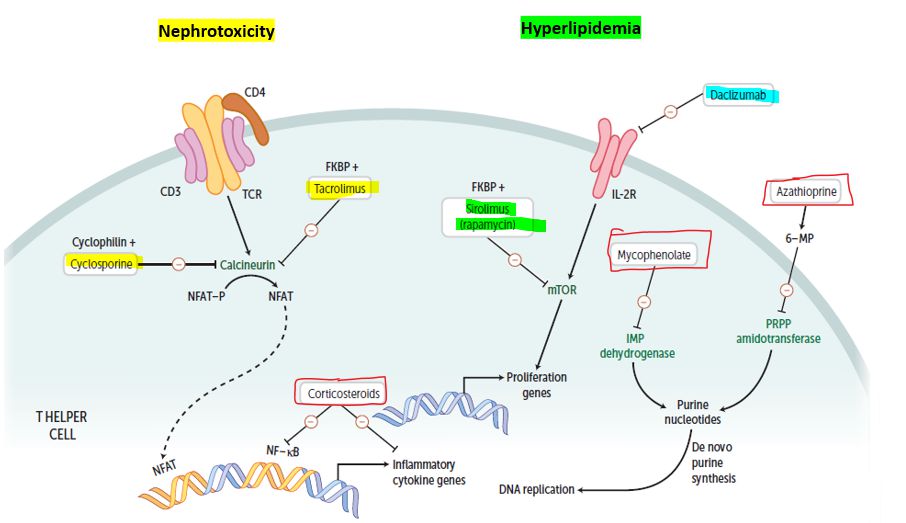 Nephrotoxicity
Hyperlipidemia
CD4
Daclizumab
CD3
TCR
FKBP +
Tacrolimus
FKBP +
Sirolimus
(rapamycin)
IL-2R
Azathioprine
6–MP
Cyclophilin +
Cyclosporine
Calcineurin
NFAT–P
NFAT
Mycophenolate
mTOR
IMP
dehydrogenase
PRPP
amidotransferase
Proliferation
genes
Corticosteroids
Purine
nucleotides
T HELPER
CELL
NFAT
NF–κB
Inflammatory
cytokine genes
De novo
purine
synthesis
DNA replication